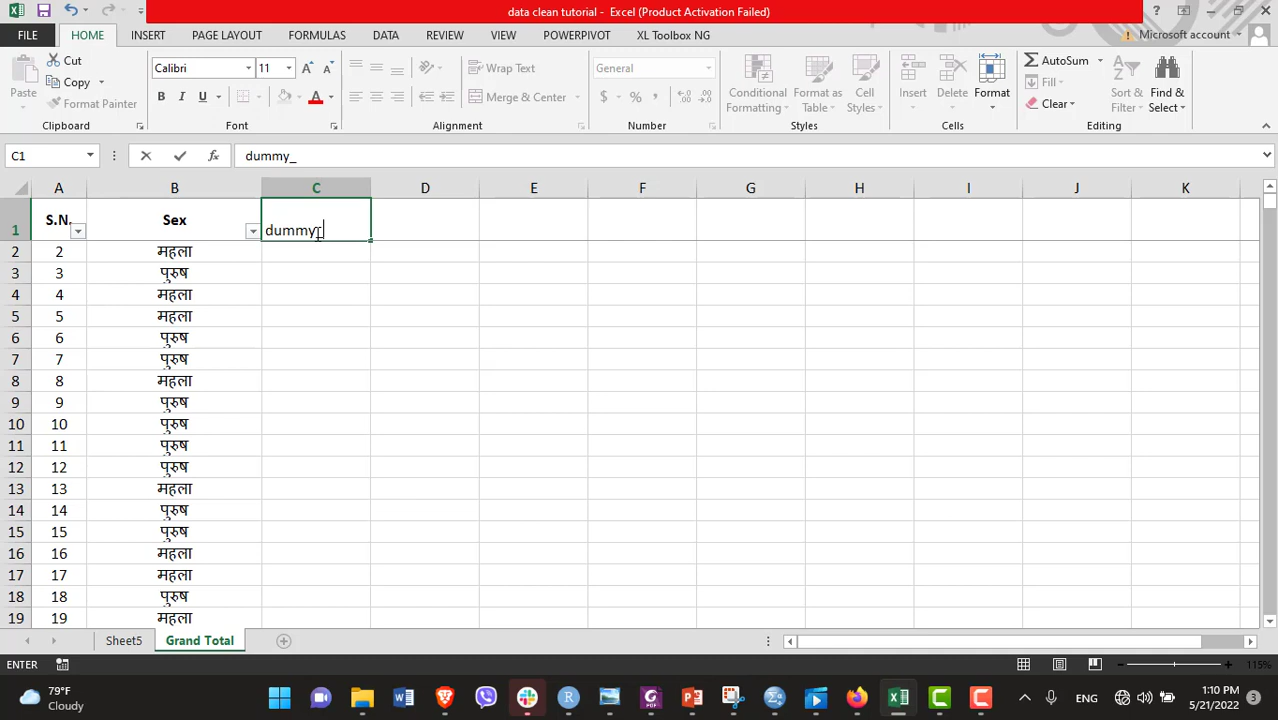 data clean tutorial - Excel (Product Activation Failed)
FILE HOME INSERT PAGE LAYOUT FORMULAS DATA REVIEW VIEW POWERPIVOT XL Toolbox NG Microsoft account
Paste Cut Copy Format Painter Clipboard
Calibri 11 B I U A Font
Wrap Text Merge & Center Alignment
General $ % , Number
Conditional Formatting Format as Table Cell Styles Styles
Insert Delete Format Cells
AutoSum Fill Clear Sort & Filter Find & Select Editing
C1 fx dummy_
A B C D E F G H I J K
1 S.N. Sex dummy_
2 2 महला
3 3 पुरुष
4 4 महला
5 5 महला
6 6 पुरुष
7 7 पुरुष
8 8 महला
9 9 पुरुष
10 10 पुरुष
11 11 पुरुष
12 12 पुरुष
13 13 महला
14 14 पुरुष
15 15 पुरुष
16 16 महला
17 17 महला
18 18 पुरुष
19 19 महला
Sheet5 Grand Total
ENTER 115%
79°F
Cloudy
ENG
1:10 PM
5/21/2022
3